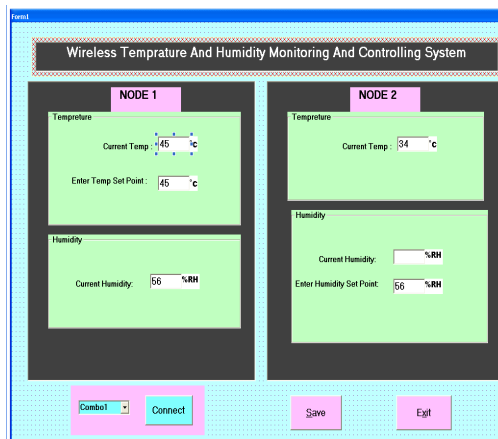 Form1
Wireless Temprature And Humidity Monitoring And Controlling System
NODE 1
Tempreture
Current Temp : 45 °c
Enter Temp Set Point : 45 °c
Humidity
Current Humidity: 56 %RH
NODE 2
Tempreture
Current Temp : 34 °c
Humidity
Current Humidity: %RH
Enter Humidity Set Point: 56 %RH
Combo1
Connect
Save
Exit